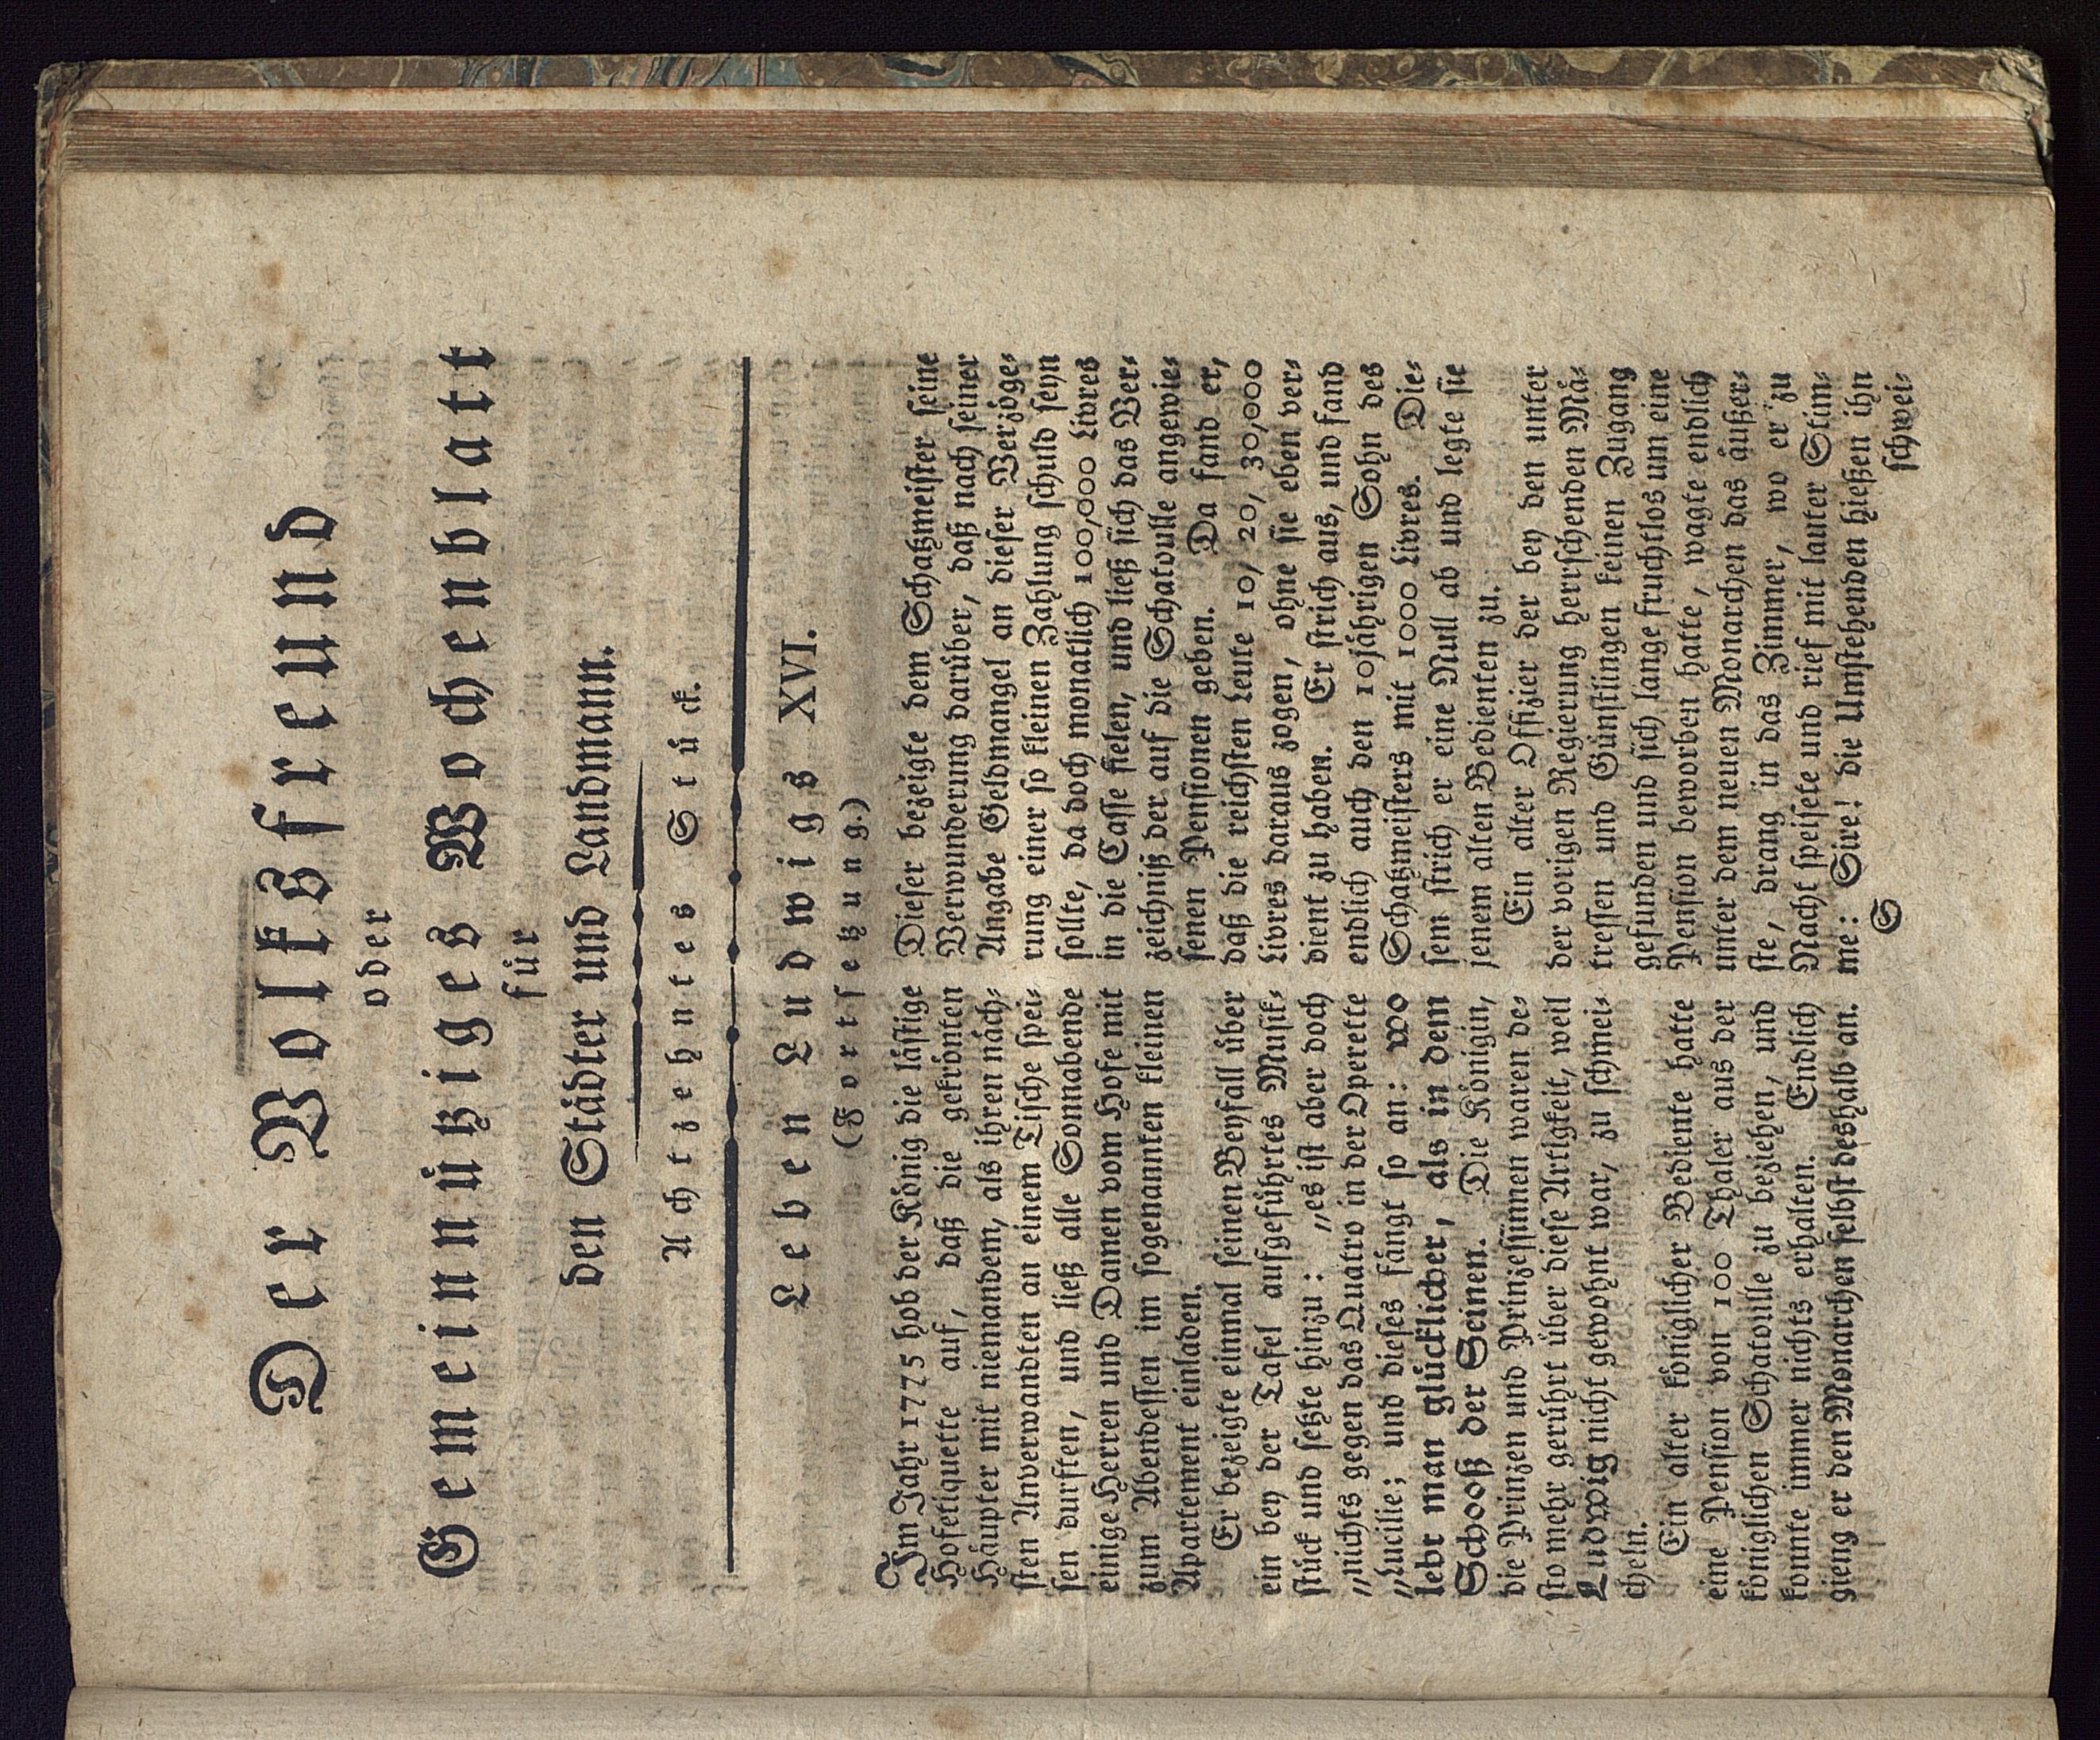 Der Volksfreund
oder
Gemeinnütziges Wochenblatt
für
den Städter und Landmann.
Achtzehntes Stück.
Leben Ludwigs XVI.
(Fortsetzung.)
Im Jahr 1775 hob der König die lästige
Hofetiquette auf, daß die gekrönten
Häupter mit niemandem, als ihren näch-
sten Anverwandten an einem Tische spei-
sen durften, und ließ alle Sonnabende
einige Herren und Damen vom Hofe mit
zum Abendessen im sogenannten kleinen
Apartement einladen.
Er bezeigte einmal seinen Beyfall über
ein bey der Tafel aufgeführtes Musik-
stück und setzte hinzu: „es ist aber doch
„nichts gegen das Quatro in der Operette
„Lucilie; und dieses fängt so an: wo
lebt man glücklicher, als in dem
Schooß der Seinen. Die Königin,
die Prinzen und Prinzessinnen waren de-
sto mehr gerührt über diese Artigkeit, weil
Ludwig nicht gewohnt war, zu schmei-
cheln.
Ein alter königlicher Bediente hatte
eine Pension von 100 Thaler aus der
königlichen Schatoulle zu beziehen, und
konnte immer nichts erhalten. Endlich
gieng er den Monarchen selbst deshalb an.
Dieser bezeigte dem Schatzmeister seine
Verwunderung darüber, daß nach seiner
Angabe Geldmangel an dieser Verzöge-
rung einer so kleinen Zahlung schuld seyn
sollte, da doch monatlich 100,000 Livres
in die Casse fielen, und ließ sich das Ver-
zeichniß der auf die Schatoulle angewie-
senen Pensionen geben. Da fand er,
daß die reichsten Leute 10, 20, 30,000
Livres daraus zogen, ohne sie eben ver-
dient zu haben. Er strich aus, und fand
endlich auch den 10jährigen Sohn des
Schatzmeisters mit 1000 Livres. Die-
sem strich er eine Null ab und legte sie
jenem alten Bedienten zu.
Ein alter Offizier der bey den unter
der vorigen Regierung herrschenden Mä-
tressen und Günstlingen keinen Zugang
gefunden und sich lange fruchtlos um eine
Pension beworben hatte, wagte endlich
unter dem neuen Monarchen das äußer-
ste, drang in das Zimmer, wo er zu
Nacht speisete und rief mit lauter Stim-
me: Sire! die Umstehenden hießen ihn
S
schwei-